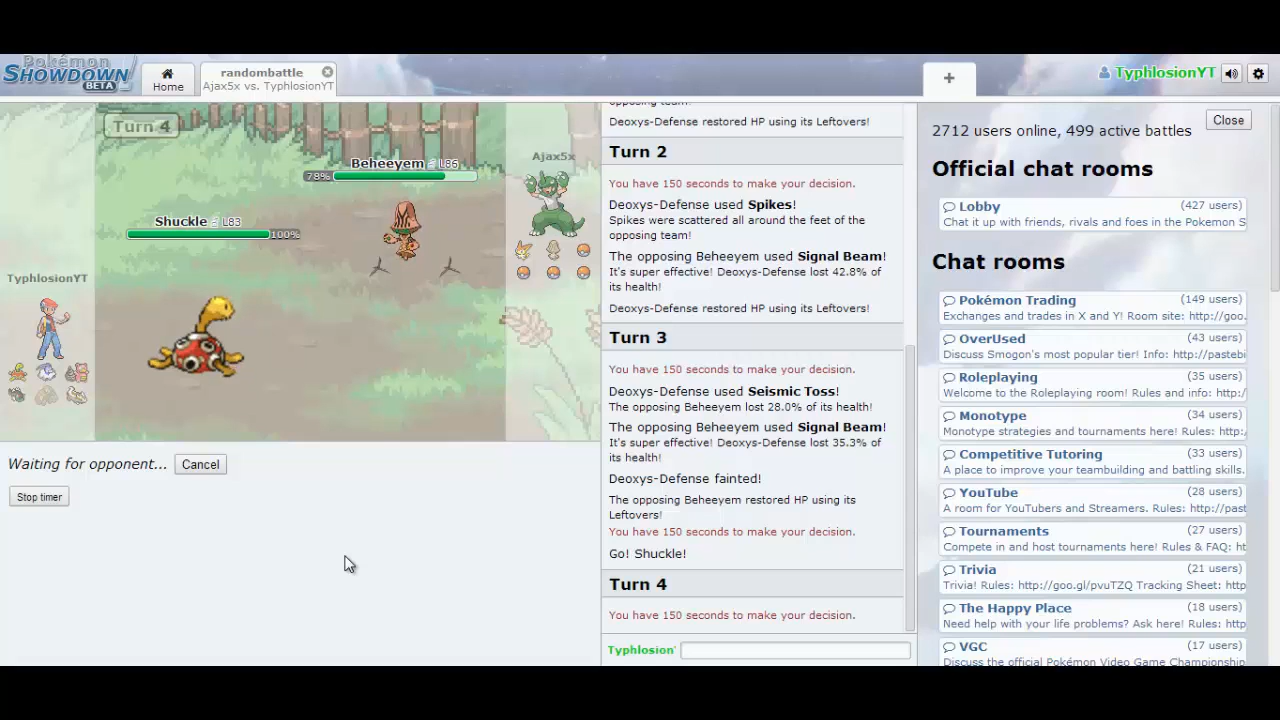 Pokémon
SHOWDOWN
BETA
Home
randombattle
Ajax5x vs. TyphlosionYT
+
TyphlosionYT
Turn 4
Beheeyem L86
78%
Shuckle L83
100%
TyphlosionYT
Ajax5x
Waiting for opponent... Cancel
Stop timer
opposing team!
Deoxys-Defense restored HP using its Leftovers!
Turn 2
You have 150 seconds to make your decision.
Deoxys-Defense used Spikes!
Spikes were scattered all around the feet of the
opposing team!
The opposing Beheeyem used Signal Beam!
It's super effective! Deoxys-Defense lost 42.8% of
its health!
Deoxys-Defense restored HP using its Leftovers!
Turn 3
You have 150 seconds to make your decision.
Deoxys-Defense used Seismic Toss!
The opposing Beheeyem lost 28.0% of its health!
The opposing Beheeyem used Signal Beam!
It's super effective! Deoxys-Defense lost 35.3% of
its health!
Deoxys-Defense fainted!
The opposing Beheeyem restored HP using its
Leftovers!
You have 150 seconds to make your decision.
Go! Shuckle!
Turn 4
You have 150 seconds to make your decision.
Typhlosion'
Close
2712 users online, 499 active battles
Official chat rooms
Lobby (427 users)
Chat it up with friends, rivals and foes in the Pokemon S
Chat rooms
Pokémon Trading (149 users)
Exchanges and trades in X and Y! Room site: http://goo.
OverUsed (43 users)
Discuss Smogon's most popular tier! Info: http://pastebi
Roleplaying (35 users)
Welcome to the Roleplaying room! Rules and info: http:/
Monotype (34 users)
Monotype strategies and tournaments here! Rules: http:/
Competitive Tutoring (33 users)
A place to improve your teambuilding and battling skills.
YouTube (28 users)
A room for YouTubers and Streamers. Rules: http://past
Tournaments (27 users)
Compete in and host tournaments here! Rules & FAQ: ht
Trivia (21 users)
Trivia! Rules: http://goo.gl/pvuTZQ Tracking Sheet: http
The Happy Place (18 users)
Need help with your life problems? Ask here! Rules: http
VGC (17 users)
Discuss the official Pokémon Video Game Championship